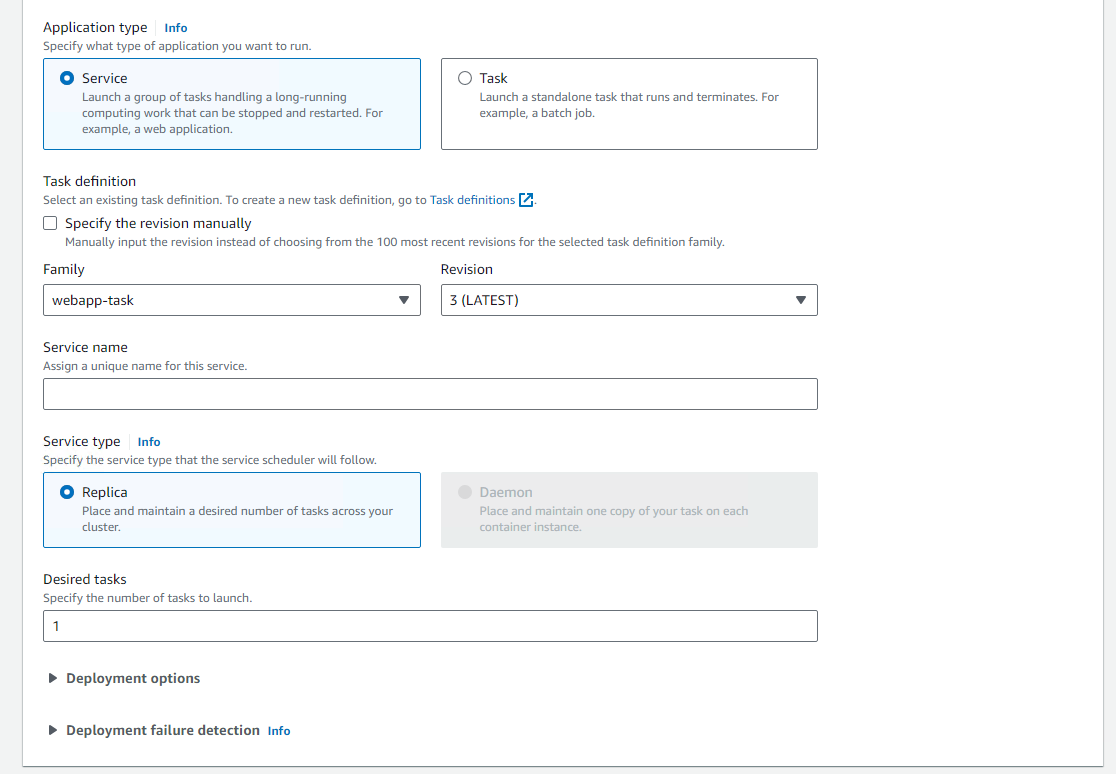 Application type Info
Specify what type of application you want to run.
Service
Launch a group of tasks handling a long-running
computing work that can be stopped and restarted. For
example, a web application.
Task
Launch a standalone task that runs and terminates. For
example, a batch job.
Task definition
Select an existing task definition. To create a new task definition, go to Task definitions.
Specify the revision manually
Manually input the revision instead of choosing from the 100 most recent revisions for the selected task definition family.
Family
webapp-task
Revision
3 (LATEST)
Service name
Assign a unique name for this service.
Service type Info
Specify the service type that the service scheduler will follow.
Replica
Place and maintain a desired number of tasks across your
cluster.
Daemon
Place and maintain one copy of your task on each
container instance.
Desired tasks
Specify the number of tasks to launch.
1
Deployment options
Deployment failure detection Info